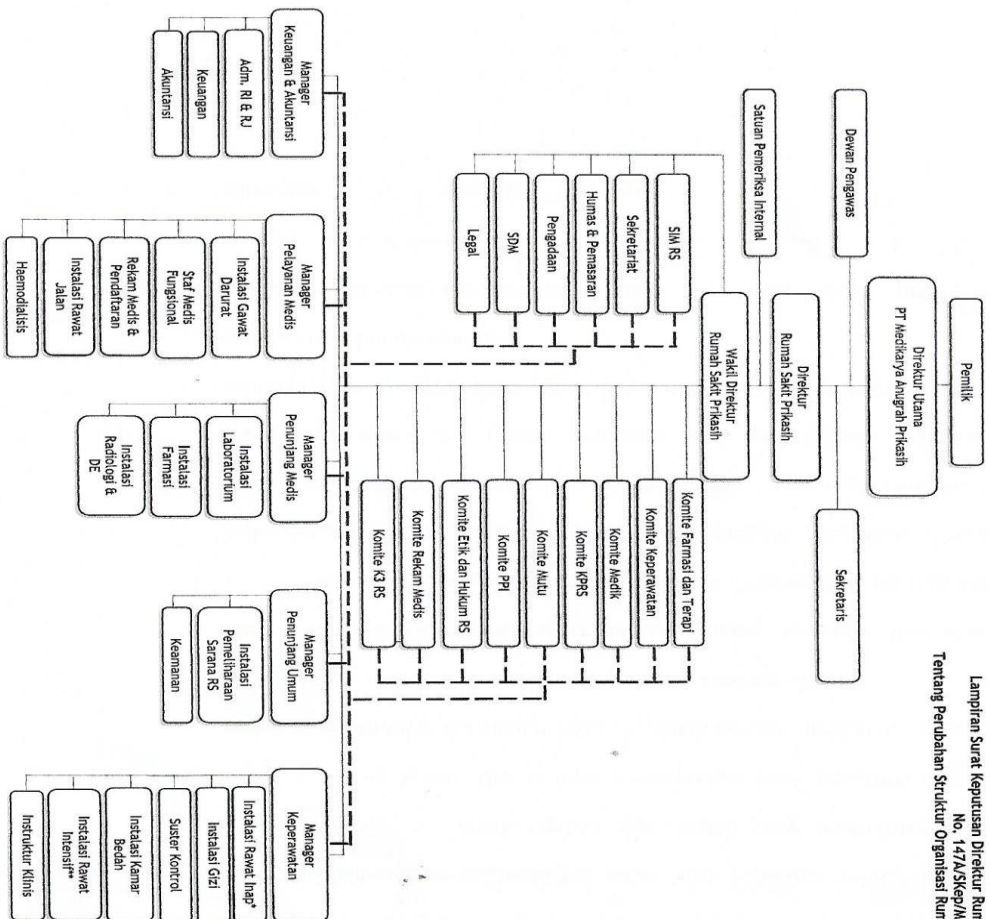 Lampiran Surat Keputusan Direktur Rum
No. 147A/SKep/M
Tentang Perubahan Struktur Organisasi Rum
Pemilik
Direktur Utama
PT Medikarya Anugrah Prikasih
Dewan Pengawas
Sekretaris
Direktur
Rumah Sakit Prikasih
Satuan Pemeriksa Internal
Wakil Direktur
Rumah Sakit Prikasih
SIM RS
Sekretariat
Humas & Pemasaran
Pengadaan
SDM
Legal
Komite Farmasi dan Terapi
Komite Keperawatan
Komite Medik
Komite KPRS
Komite Mutu
Komite PPI
Komite Etik dan Hukum RS
Komite Rekam Medis
Komite K3 RS
Manager
Keuangan & Akuntansi
Adm. RI & RJ
Keuangan
Akuntansi
Manager
Pelayanan Medis
Instalasi Gawat
Darurat
Staf Medis
Fungsional
Rekam Medis &
Pendaftaran
Instalasi Rawat
Jalan
Haemodialisis
Manager
Penunjang Medis
Instalasi
Laboratorium
Instalasi
Farmasi
Instalasi
Radiologi &
DE
Manager
Penunjang Umum
Instalasi
Pemeliharaan
Sarana RS
Keamanan
Manager
Keperawatan
Instalasi Rawat Inap*
Instalasi Gizi
Suster Kontrol
Instalasi Kamar
Bedah
Instalasi Rawat
Intensif**
Instruktur Klinis